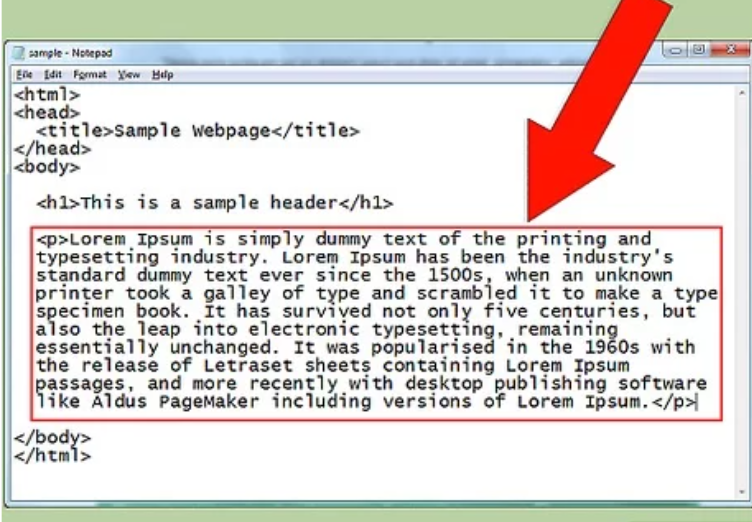 sample - Notepad
File Edit Format View Help
<html>
<head>
<title>Sample Webpage</title>
</head>
<body>
<h1>This is a sample header</h1>
<p>Lorem Ipsum is simply dummy text of the printing and
typesetting industry. Lorem Ipsum has been the industry's
standard dummy text ever since the 1500s, when an unknown
printer took a galley of type and scrambled it to make a type
specimen book. It has survived not only five centuries, but
also the leap into electronic typesetting, remaining
essentially unchanged. It was popularised in the 1960s with
the release of Letraset sheets containing Lorem Ipsum
passages, and more recently with desktop publishing software
like Aldus PageMaker including versions of Lorem Ipsum.</p>
</body>
</html>